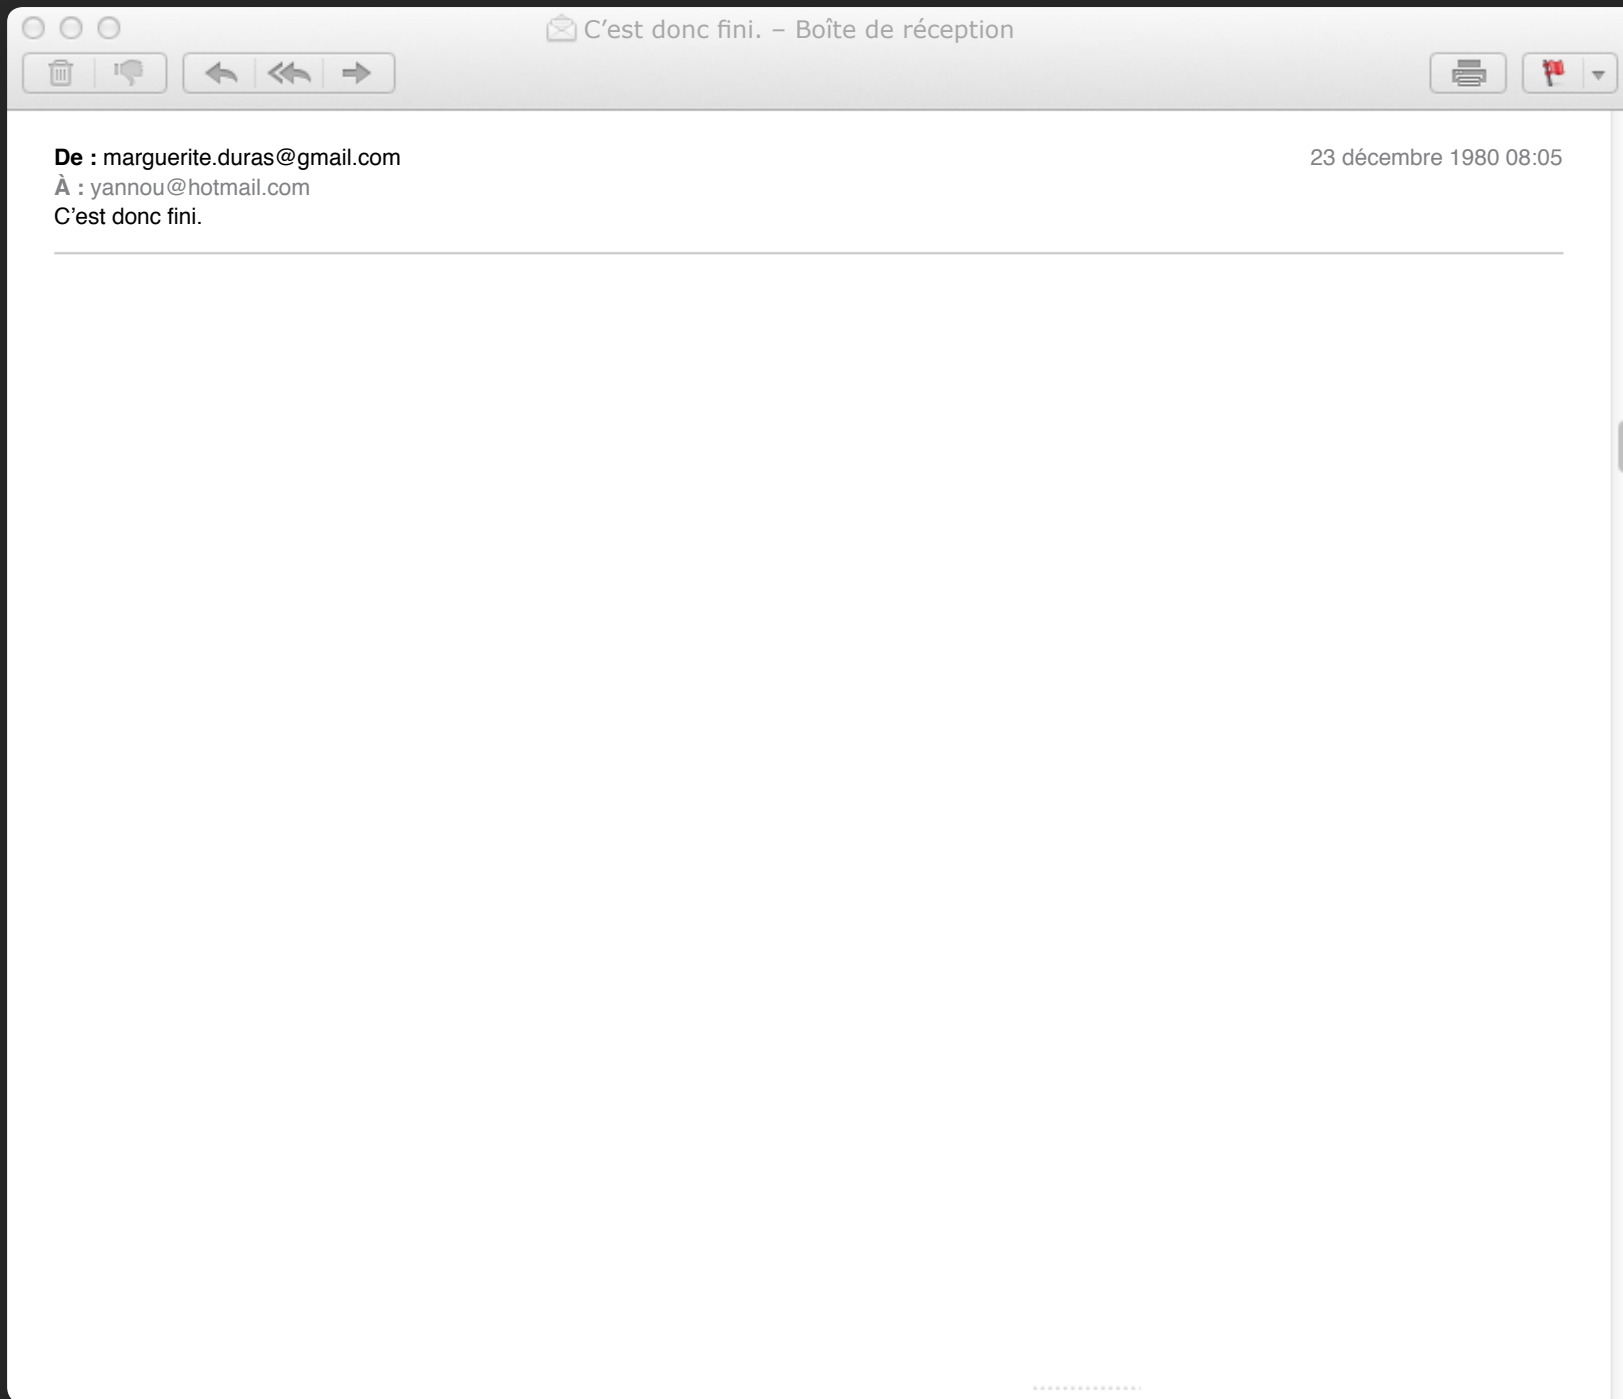 C’est donc fini. – Boîte de réception
De : marguerite.duras@gmail.com
23 décembre 1980 08:05
À : yannou@hotmail.com
C’est donc fini.